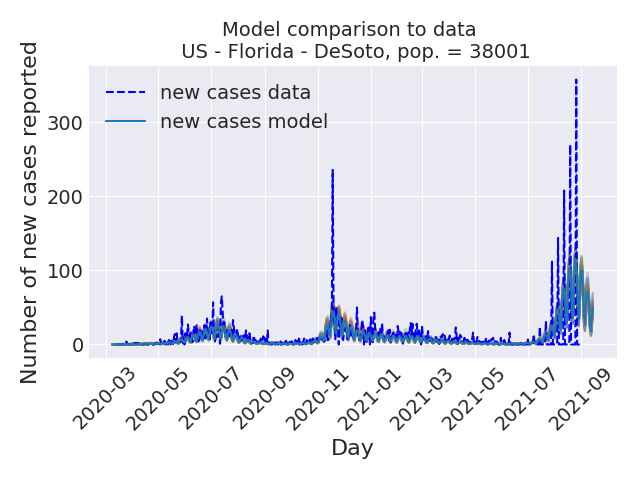 Model comparison to data
US - Florida - DeSoto, pop. = 38001
Number of new cases reported
new cases data
new cases model
300
200
100
0
2020-03
2020-05
2020-07
2020-09
2020-11
2021-01
2021-03
2021-05
2021-07
2021-09
Day